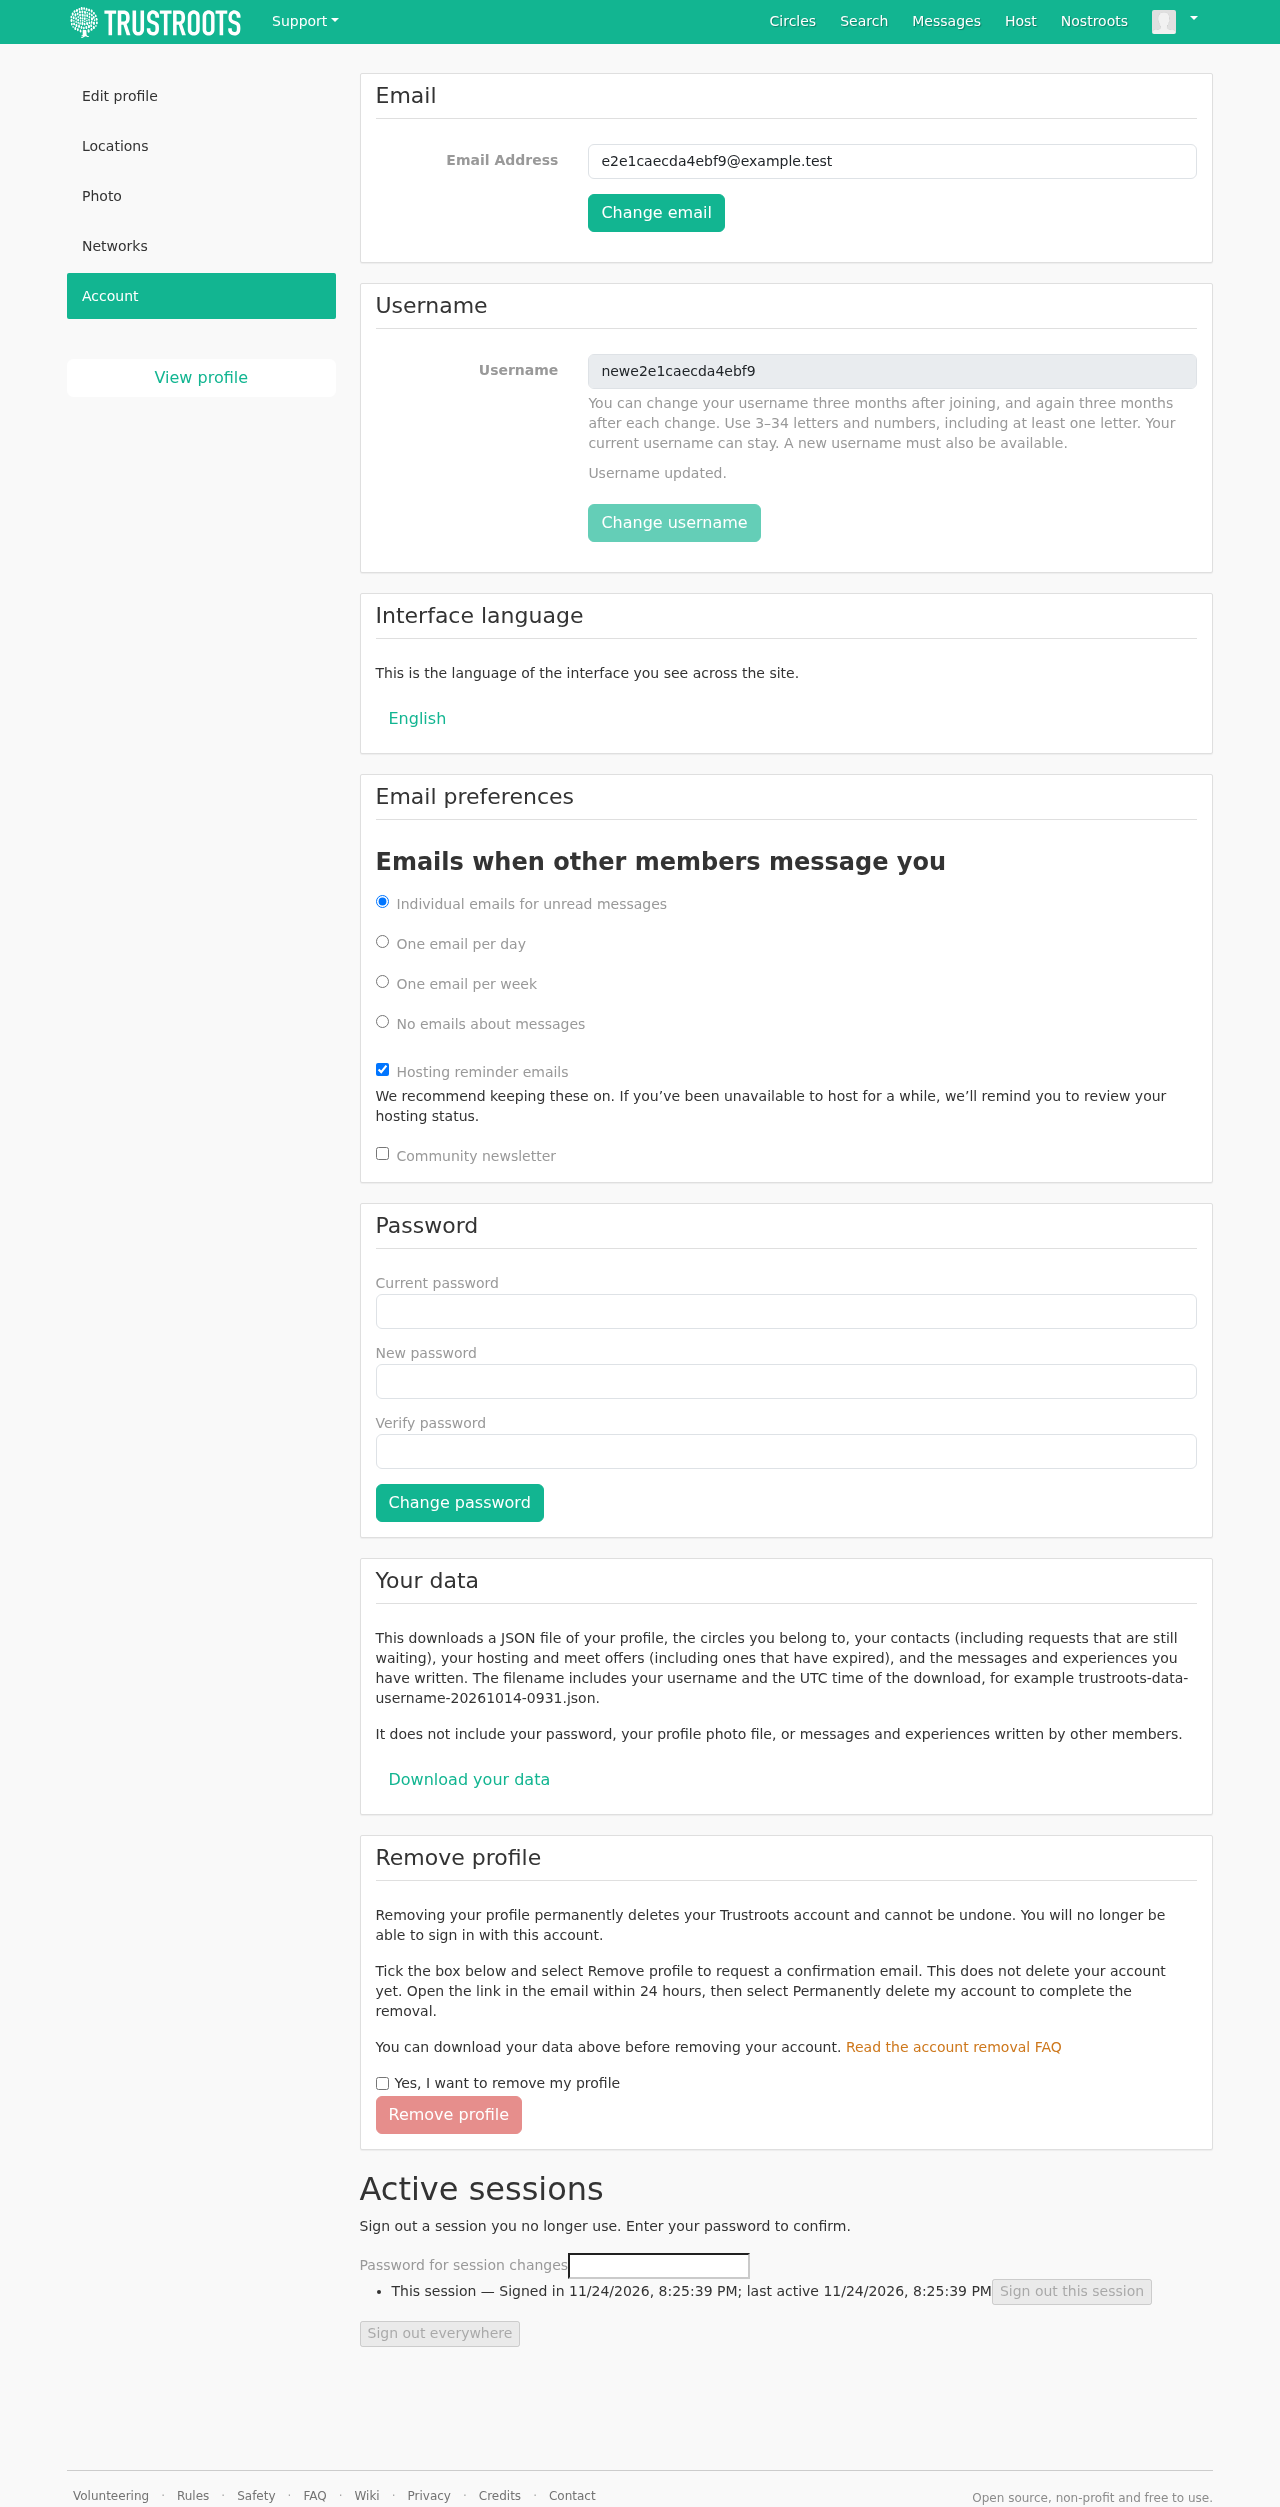 TRUSTROOTS
Support
Circles
Search
Messages
Host
Nostroots
Edit profile
Locations
Photo
Networks
Account
View profile
Email
Email Address
e2e1caecda4ebf9@example.test
Change email
Username
Username
newe2e1caecda4ebf9
You can change your username three months after joining, and again three months
after each change. Use 3–34 letters and numbers, including at least one letter. Your
current username can stay. A new username must also be available.
Username updated.
Change username
Interface language
This is the language of the interface you see across the site.
English
Email preferences
Emails when other members message you
Individual emails for unread messages
One email per day
One email per week
No emails about messages
Hosting reminder emails
We recommend keeping these on. If you’ve been unavailable to host for a while, we’ll remind you to review your
hosting status.
Community newsletter
Password
Current password
New password
Verify password
Change password
Your data
This downloads a JSON file of your profile, the circles you belong to, your contacts (including requests that are still
waiting), your hosting and meet offers (including ones that have expired), and the messages and experiences you
have written. The filename includes your username and the UTC time of the download, for example trustroots-data-
username-20261014-0931.json.
It does not include your password, your profile photo file, or messages and experiences written by other members.
Download your data
Remove profile
Removing your profile permanently deletes your Trustroots account and cannot be undone. You will no longer be
able to sign in with this account.
Tick the box below and select Remove profile to request a confirmation email. This does not delete your account
yet. Open the link in the email within 24 hours, then select Permanently delete my account to complete the
removal.
You can download your data above before removing your account. Read the account removal FAQ
Yes, I want to remove my profile
Remove profile
Active sessions
Sign out a session you no longer use. Enter your password to confirm.
Password for session changes
• This session — Signed in 11/24/2026, 8:25:39 PM; last active 11/24/2026, 8:25:39 PM Sign out this session
Sign out everywhere
Volunteering · Rules · Safety · FAQ · Wiki · Privacy · Credits · Contact
Open source, non-profit and free to use.